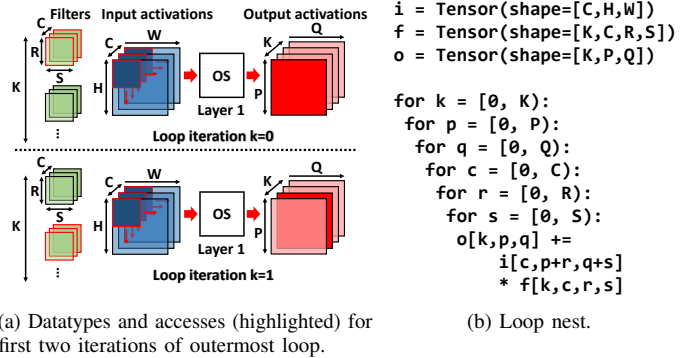 Filters Input activations Output activations
C
R
S
K
C
W
H
OS
Layer 1
K
Q
P
⋮
Loop iteration k=0
C
R
S
K
C
W
H
OS
Layer 1
K
Q
P
⋮
Loop iteration k=1
(a) Datatypes and accesses (highlighted) for
first two iterations of outermost loop.
i = Tensor(shape=[C,H,W])
f = Tensor(shape=[K,C,R,S])
o = Tensor(shape=[K,P,Q])
for k = [0, K):
for p = [0, P):
for q = [0, Q):
for c = [0, C):
for r = [0, R):
for s = [0, S):
o[k,p,q] +=
i[c,p+r,q+s]
* f[k,c,r,s]
(b) Loop nest.